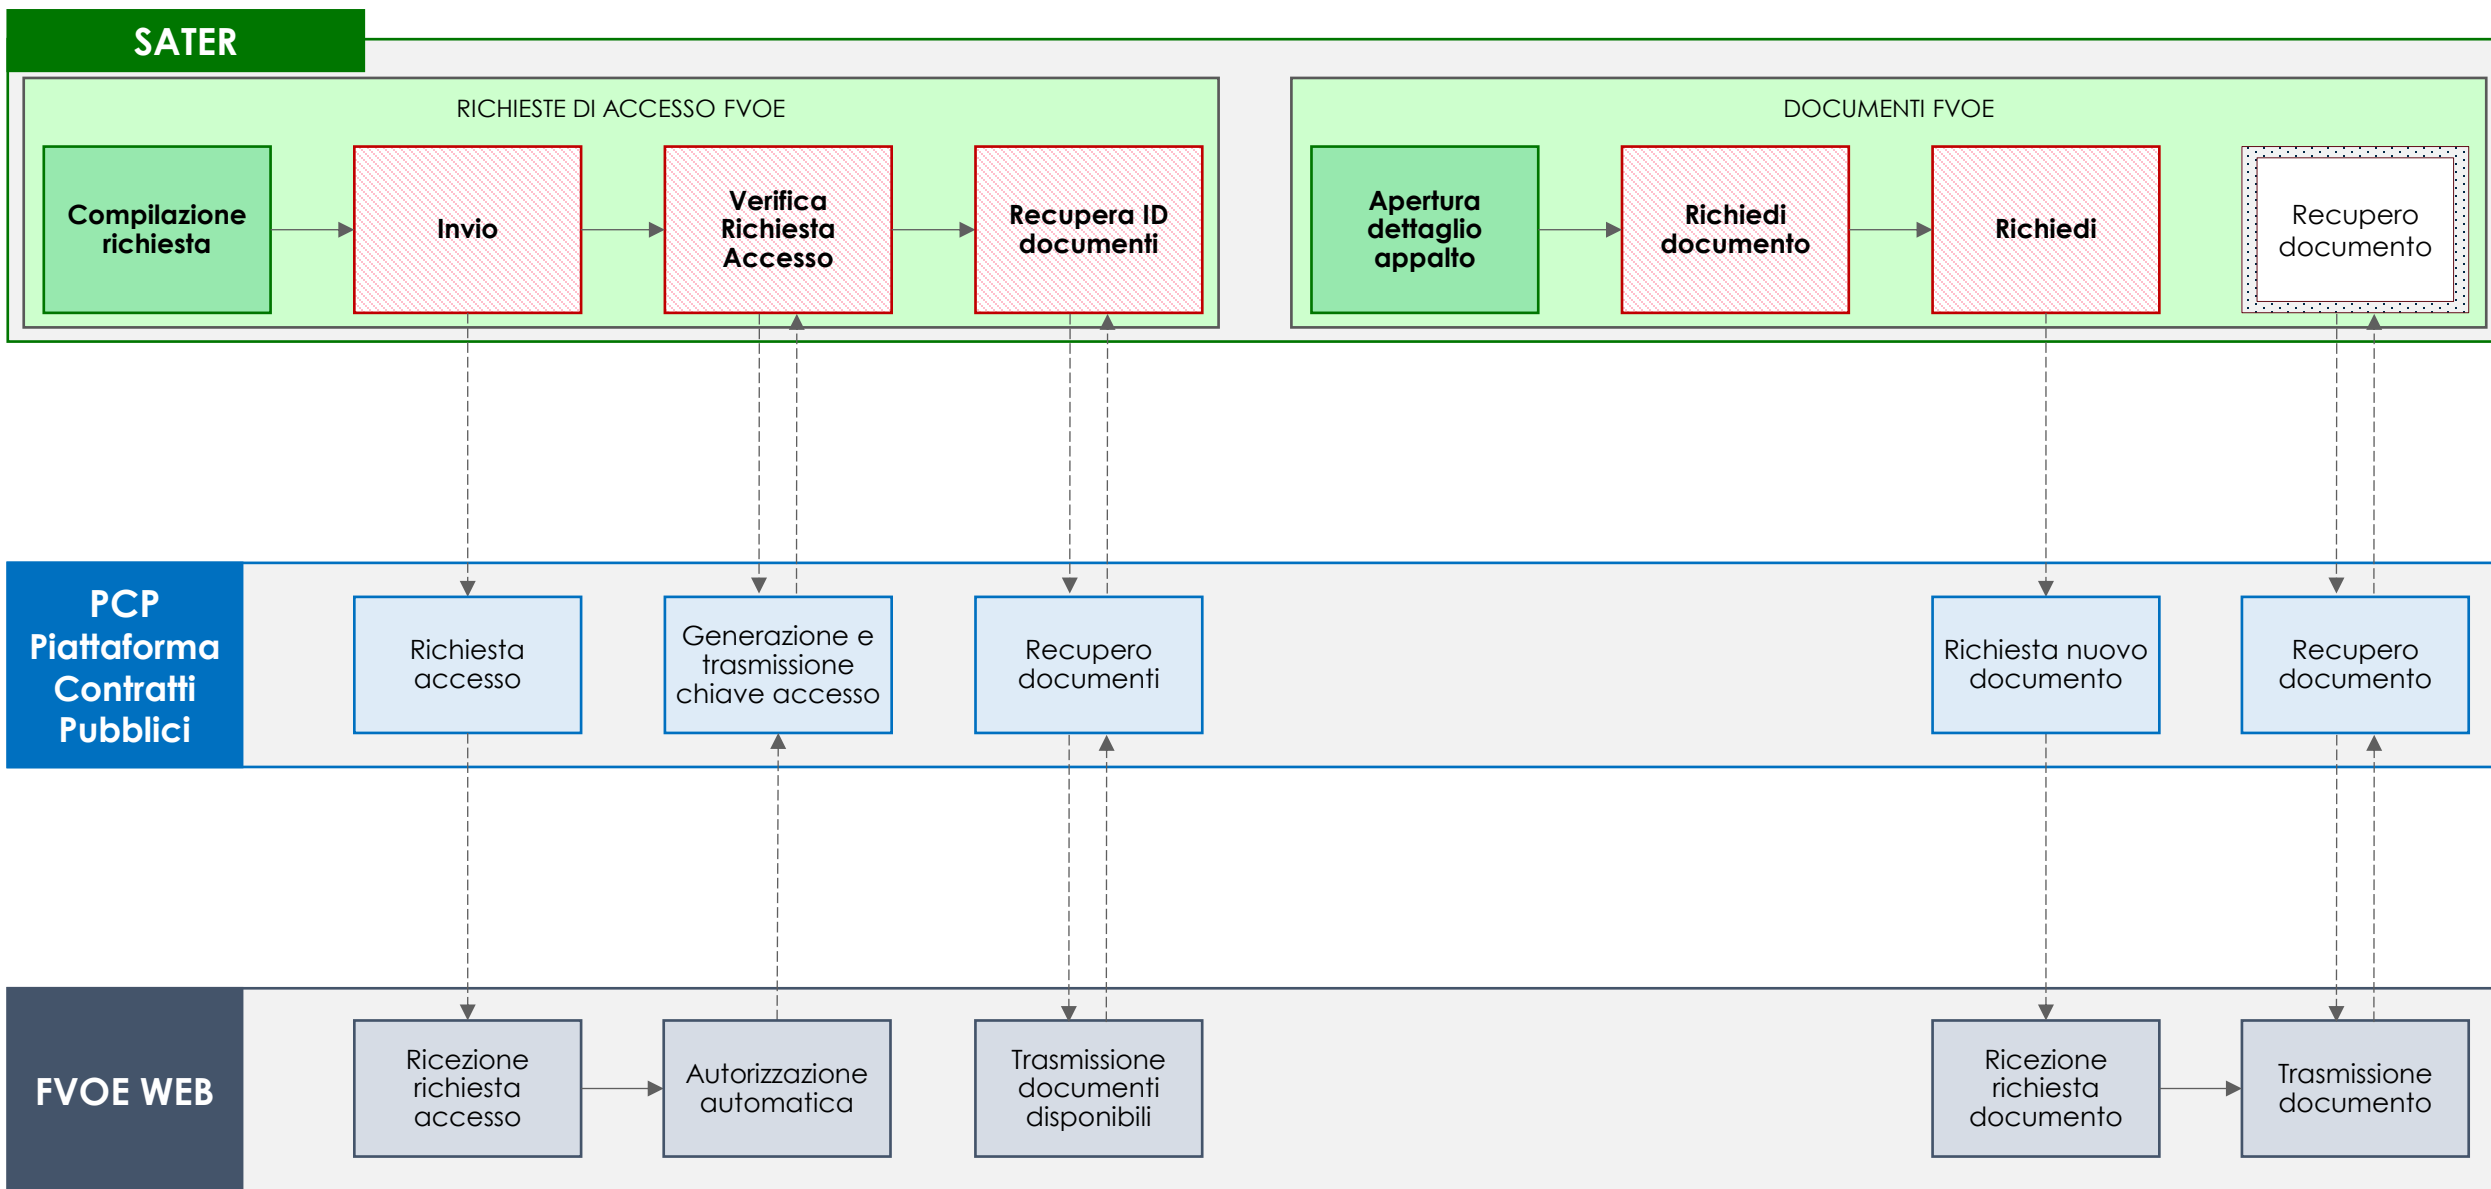 SATER
RICHIESTE DI ACCESSO FVOE
Compilazione
richiesta
Invio
Verifica
Richiesta
Accesso
Recupera ID
documenti
DOCUMENTI FVOE
Apertura
dettaglio
appalto
Richiedi
documento
Richiedi
Recupero
documento
PCP
Piattaforma
Contratti
Pubblici
Richiesta
accesso
Generazione e
trasmissione
chiave accesso
Recupero
documenti
Richiesta nuovo
documento
Recupero
documento
FVOE WEB
Ricezione
richiesta
accesso
Autorizzazione
automatica
Trasmissione
documenti
disponibili
Ricezione
richiesta
documento
Trasmissione
documento